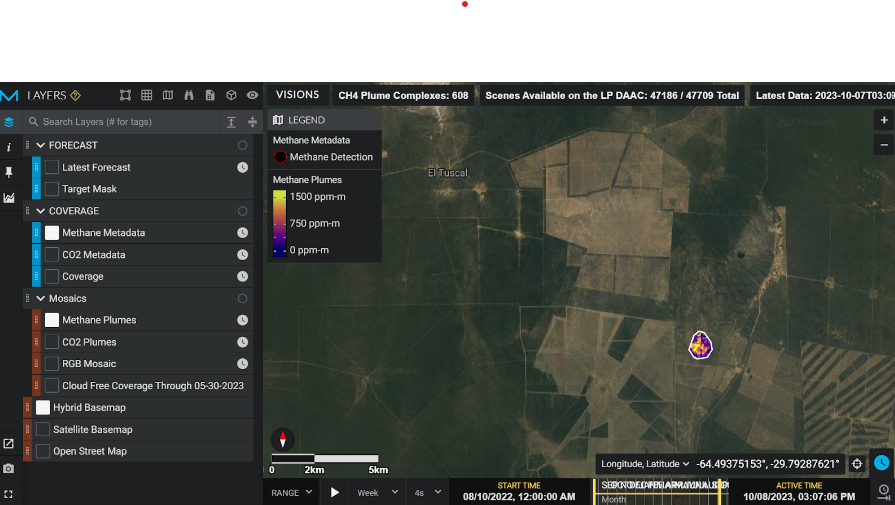 LAYERS
VISIONS
CH4 Plume Complexes: 608
Scenes Available on the LP DAAC: 47186 / 47709 Total
Latest Data: 2023-10-07T03:09
Search Layers (# for tags)
LEGEND
Methane Metadata
Methane Detection
Methane Plumes
1500 ppm-m
750 ppm-m
0 ppm-m
FORECAST
Latest Forecast
Target Mask
COVERAGE
Methane Metadata
CO2 Metadata
Coverage
Mosaics
Methane Plumes
CO2 Plumes
RGB Mosaic
Cloud Free Coverage Through 05-30-2023
Hybrid Basemap
Satellite Basemap
Open Street Map
El Tuscal
0 2km 5km
Longitude, Latitude
-64.49375153°, -29.79287621°
RANGE
Week
4s
START TIME
08/10/2022, 12:00:00 AM
Month
ACTIVE TIME
10/08/2023, 03:07:06 PM